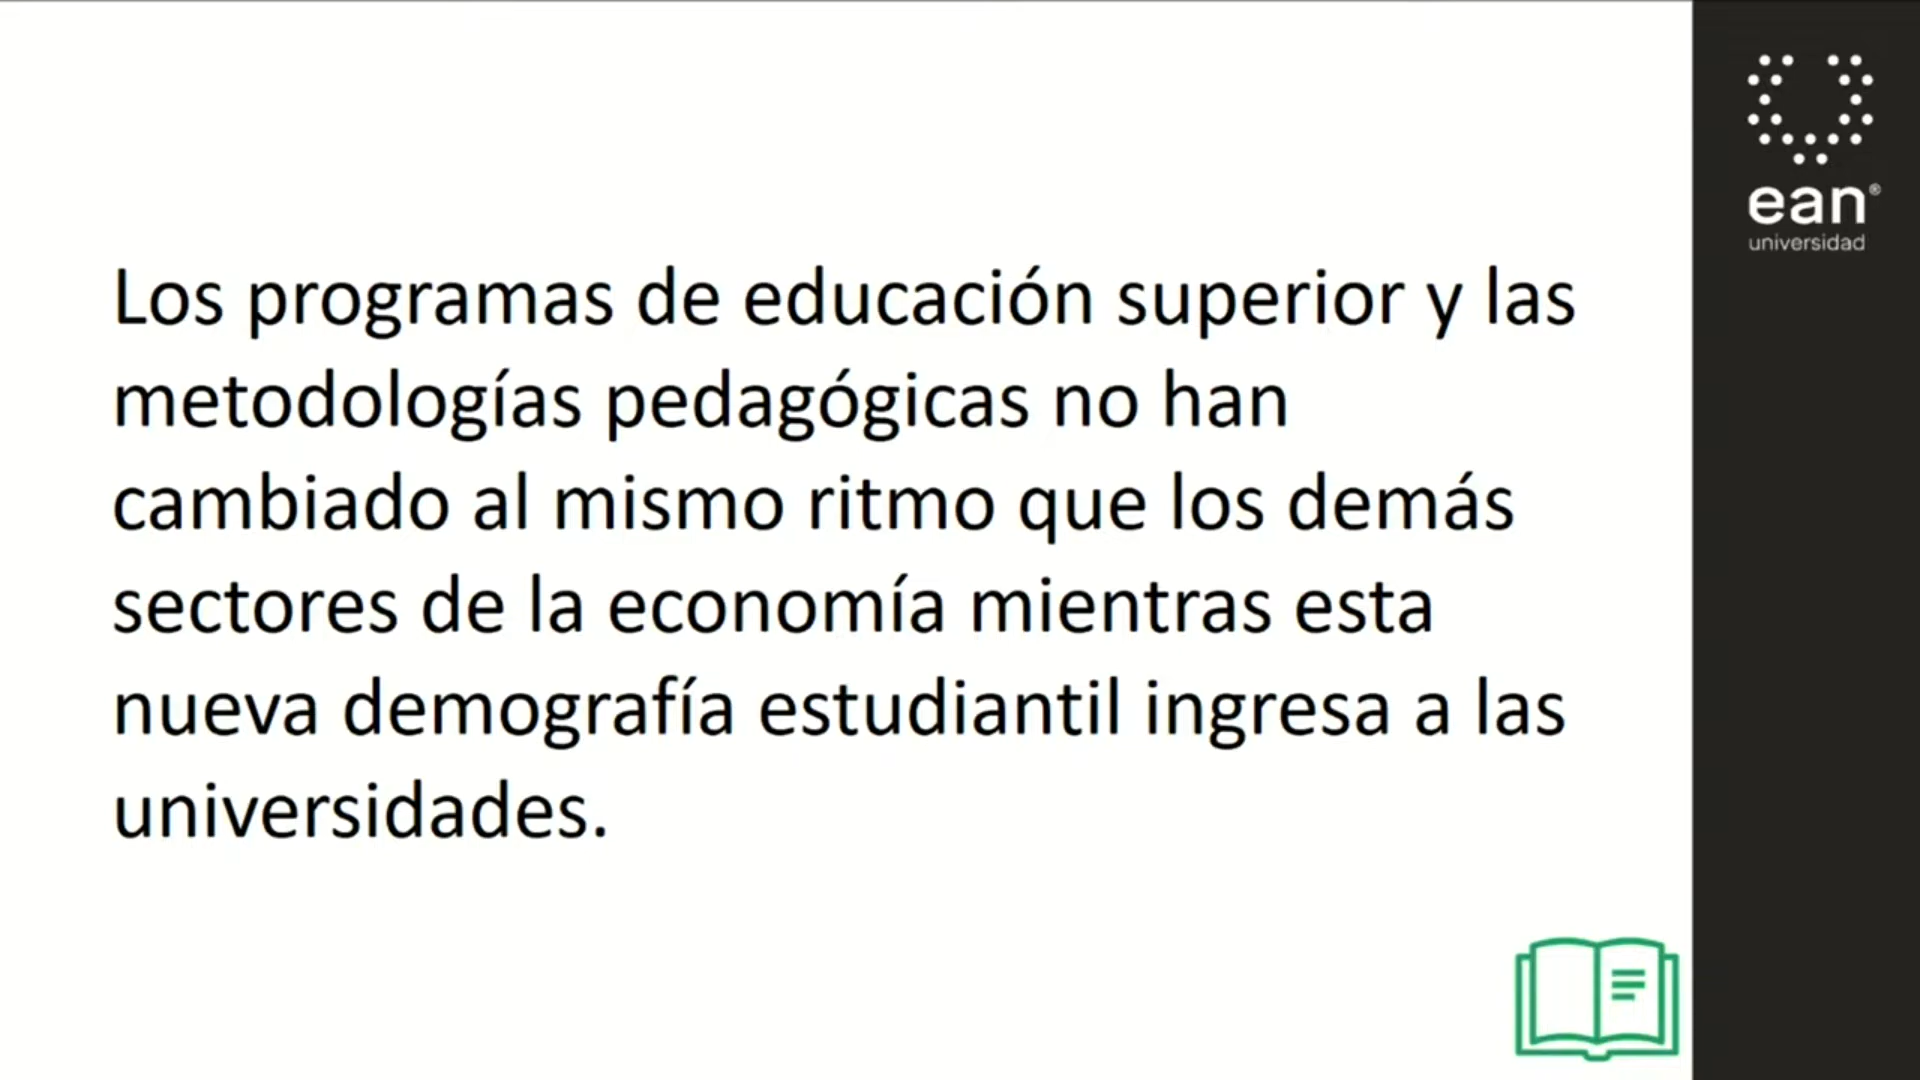 Los programas de educación superior y las
metodologías pedagógicas no han
cambiado al mismo ritmo que los demás
sectores de la economía mientras esta
nueva demografía estudiantil ingresa a las
universidades.
ean®
universidad